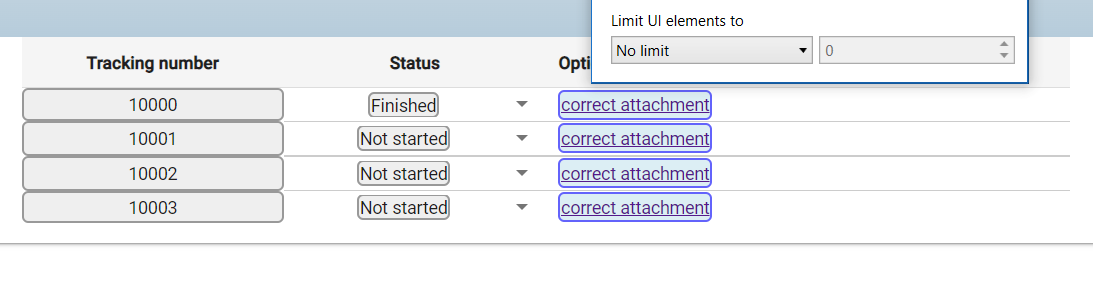 Limit UI elements to
No limit 0
Tracking number Status Opti
10000 Finished correct attachment
10001 Not started correct attachment
10002 Not started correct attachment
10003 Not started correct attachment